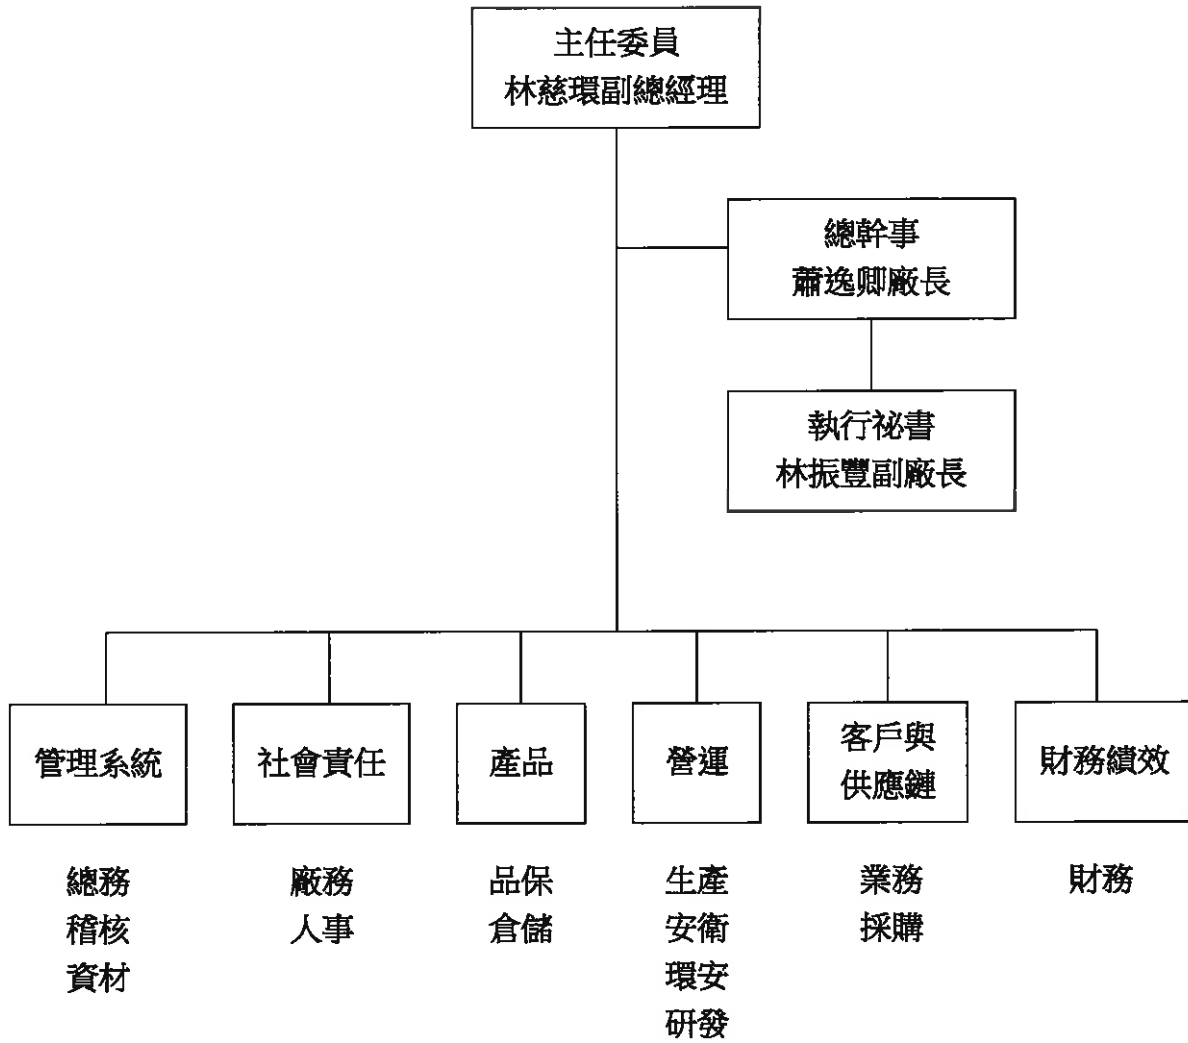 主任委員
林慈環副總經理
總幹事
蕭逸卿廠長
執行祕書
林振豐副廠長
管理系統
社會責任
產品
營運
客戶與
供應鏈
財務績效
總務
稽核
資材
廠務
人事
品保
倉儲
生產
安衛
環安
研發
業務
採購
財務